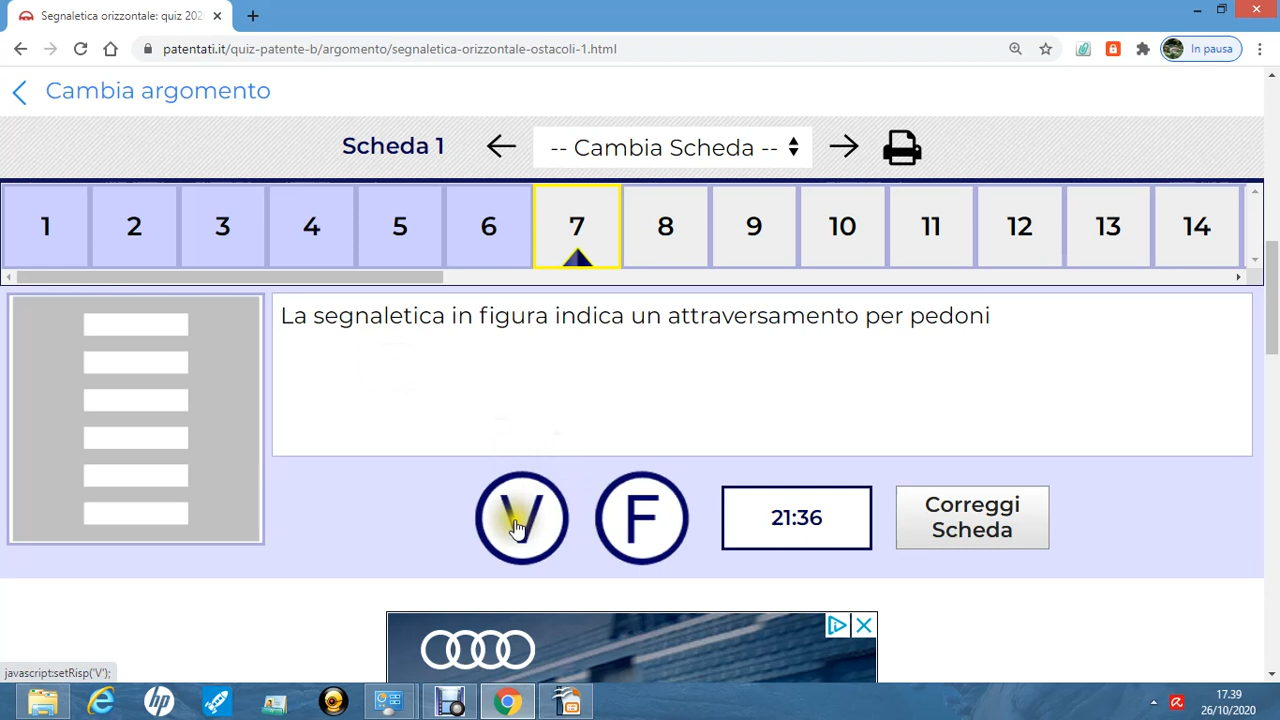 Segnaletica orizzontale: quiz 202
patentati.it/quiz-patente-b/argomento/segnaletica-orizzontale-ostacoli-1.html
In pausa
Cambia argomento
Scheda 1
-- Cambia Scheda --
1 2 3 4 5 6 7 8 9 10 11 12 13 14
La segnaletica in figura indica un attraversamento per pedoni
V F 21:36 Correggi
Scheda
javascript:setRisp('V');
17.39
26/10/2020